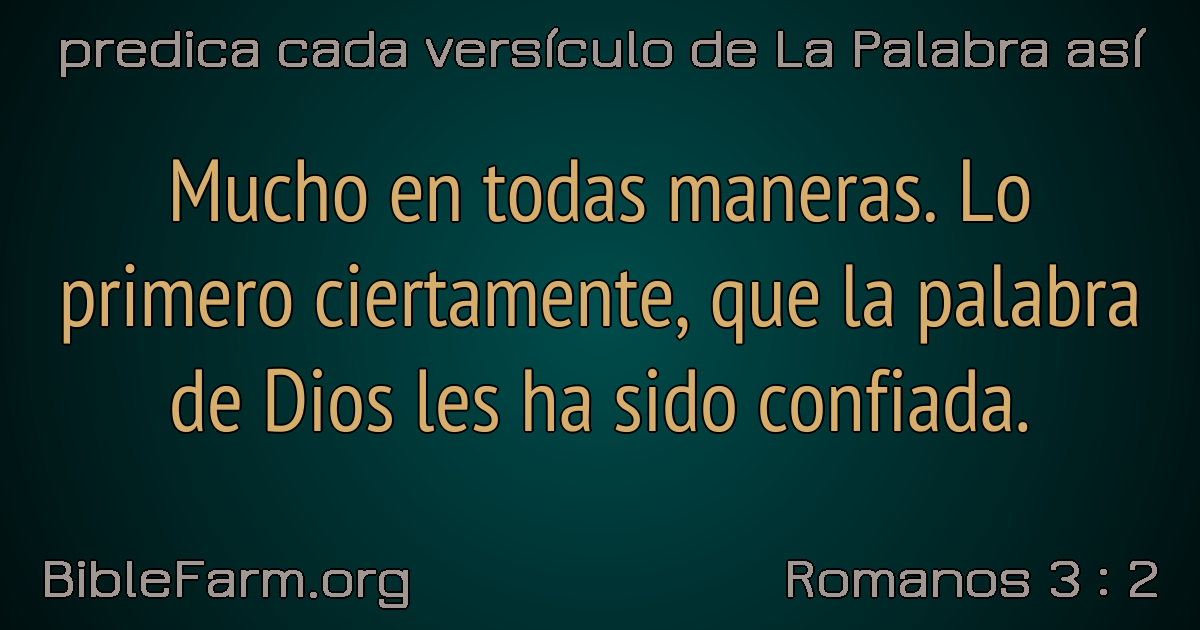 predica cada versículo de La Palabra así
Mucho en todas maneras. Lo
primero ciertamente, que la palabra
de Dios les ha sido confiada.
BibleFarm.org
Romanos 3 : 2